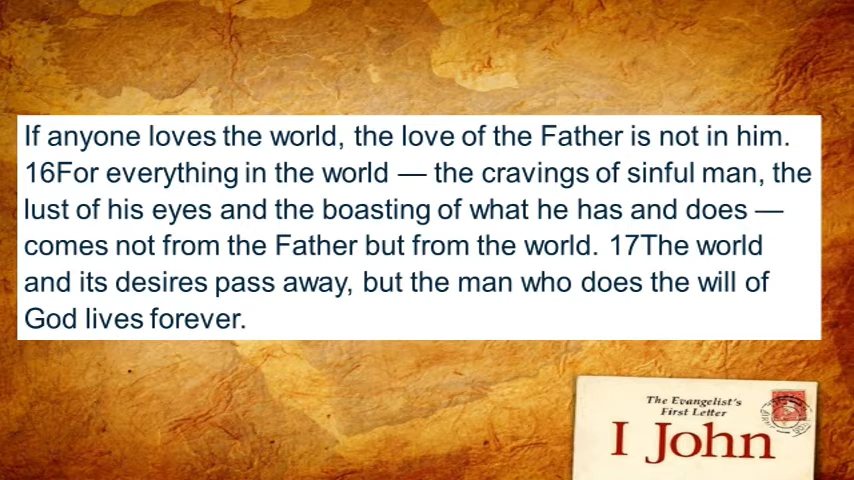 If anyone loves the world, the love of the Father is not in him.
16For everything in the world — the cravings of sinful man, the
lust of his eyes and the boasting of what he has and does —
comes not from the Father but from the world. 17The world
and its desires pass away, but the man who does the will of
God lives forever.
The Evangelist's
First Letter
I John